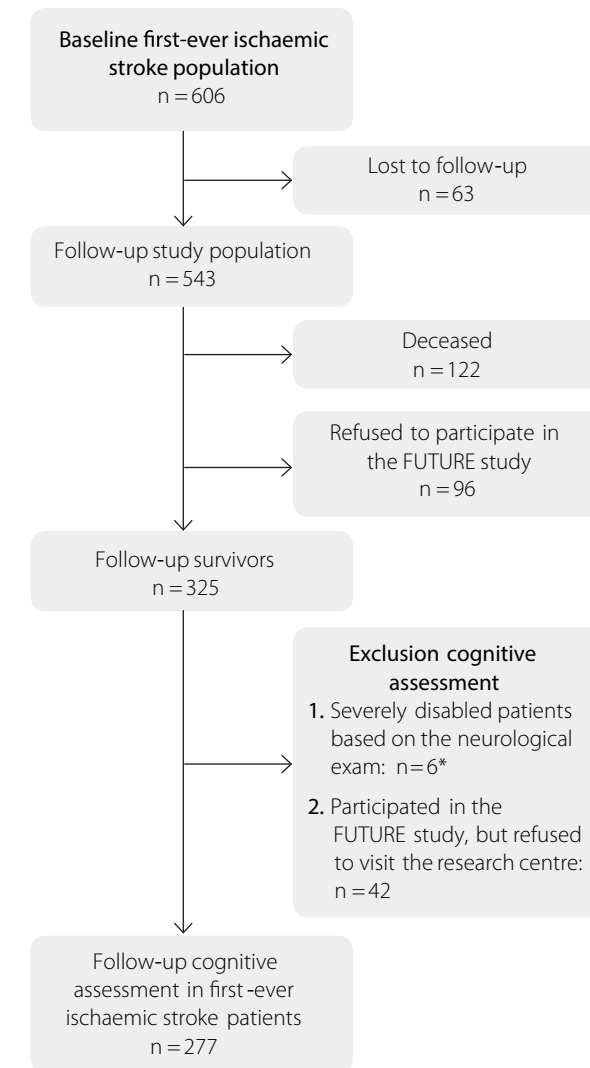 Baseline first-ever ischaemic
stroke population
n = 606
Lost to follow-up
n = 63
Follow-up study population
n = 543
Deceased
n = 122
Refused to participate in
the FUTURE study
n = 96
Follow-up survivors
n = 325
Exclusion cognitive
assessment
1. Severely disabled patients
based on the neurological
exam: n=6*
2. Participated in the
FUTURE study, but refused
to visit the research centre:
n = 42
Follow-up cognitive
assessment in first-ever
ischaemic stroke patients
n = 277